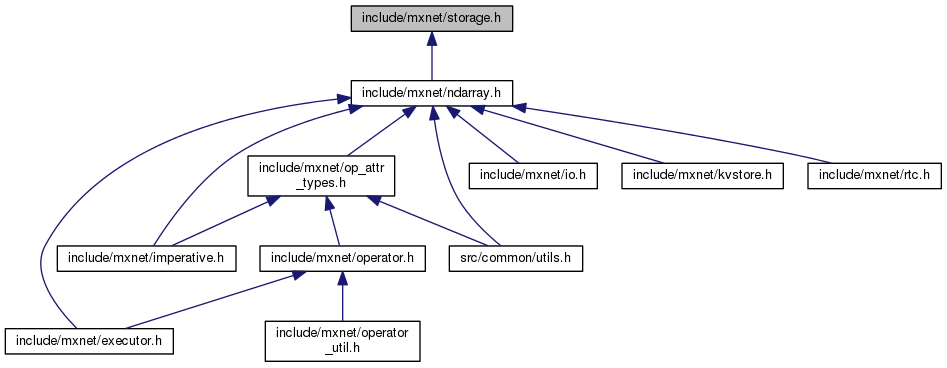 include/mxnet/storage.h
include/mxnet/ndarray.h
include/mxnet/op_attr
_types.h
include/mxnet/io.h
include/mxnet/kvstore.h
include/mxnet/rtc.h
include/mxnet/imperative.h
include/mxnet/operator.h
src/common/utils.h
include/mxnet/executor.h
include/mxnet/operator
_util.h